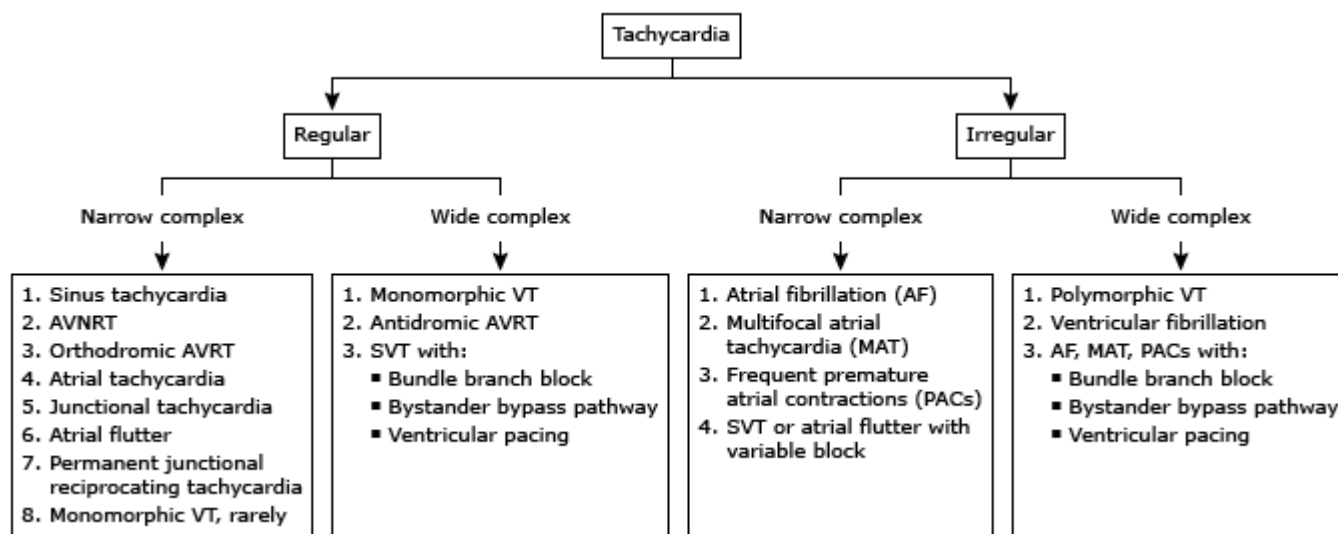 Tachycardia
Regular
Irregular
Narrow complex
Wide complex
Narrow complex
Wide complex
1. Sinus tachycardia
2. AVNRT
3. Orthodromic AVRT
4. Atrial tachycardia
5. Junctional tachycardia
6. Atrial flutter
7. Permanent junctional
reciprocating tachycardia
8. Monomorphic VT, rarely
1. Monomorphic VT
2. Antidromic AVRT
3. SVT with:
▪ Bundle branch block
▪ Bystander bypass pathway
▪ Ventricular pacing
1. Atrial fibrillation (AF)
2. Multifocal atrial
tachycardia (MAT)
3. Frequent premature
atrial contractions (PACs)
4. SVT or atrial flutter with
variable block
1. Polymorphic VT
2. Ventricular fibrillation
3. AF, MAT, PACs with:
▪ Bundle branch block
▪ Bystander bypass pathway
▪ Ventricular pacing